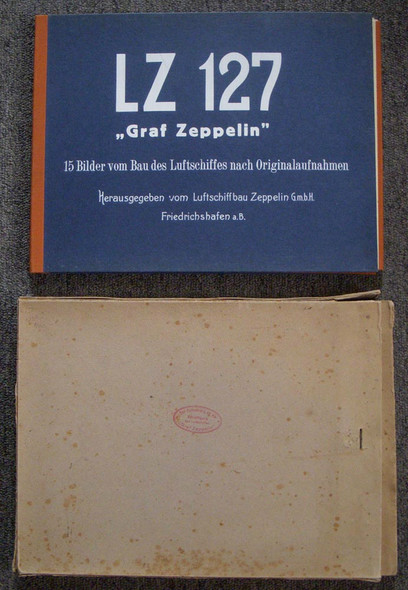 LZ 127
„Graf Zeppelin”
15 Bilder vom Bau des Luftschiffes nach Originalaufnahmen
Herausgegeben vom Luftschiffbau Zeppelin G.m.b.H.
Friedrichshafen a.B.